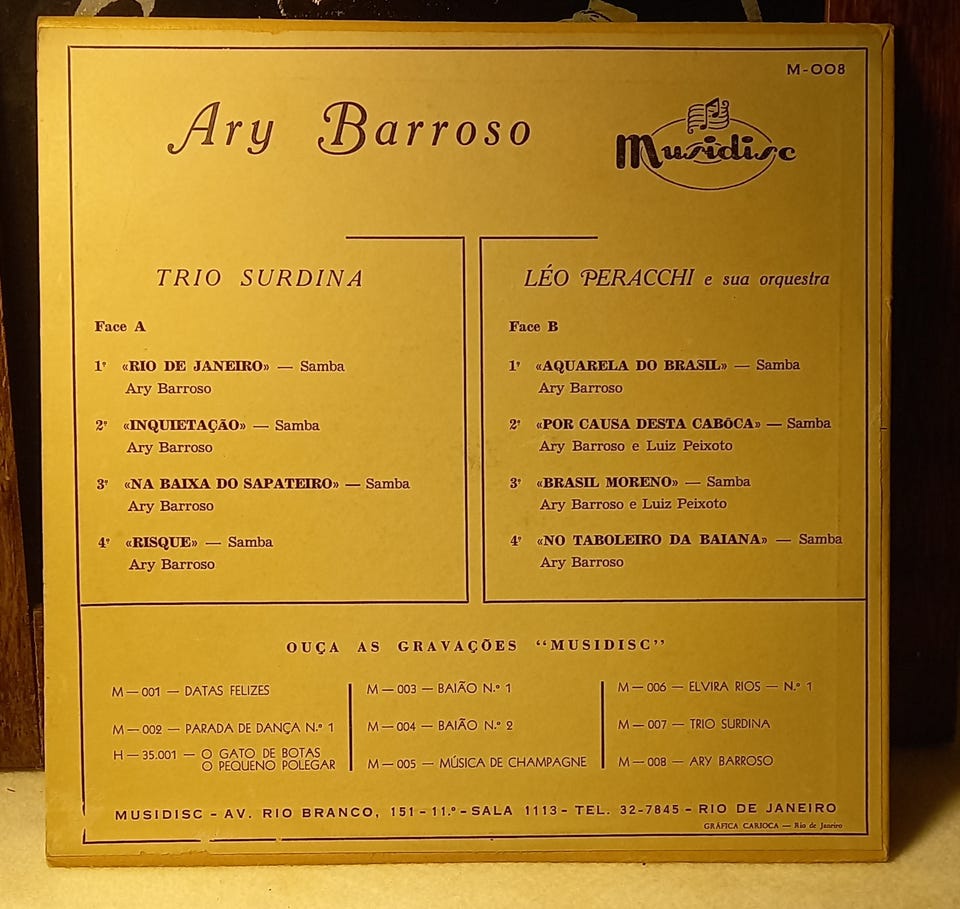 M-008
Ary Barroso
Musidisc
TRIO SURDINA
Face A
1º «RIO DE JANEIRO» — Samba
Ary Barroso
2º «INQUIETAÇÃO» — Samba
Ary Barroso
3º «NA BAIXA DO SAPATEIRO» — Samba
Ary Barroso
4º «RISQUE» — Samba
Ary Barroso
LÉO PERACCHI e sua orquestra
Face B
1º «AQUARELA DO BRASIL» — Samba
Ary Barroso
2º «POR CAUSA DESTA CABÔCA» — Samba
Ary Barroso e Luiz Peixoto
3º «BRASIL MORENO» — Samba
Ary Barroso e Luiz Peixoto
4º «NO TABOLEIRO DA BAIANA» — Samba
Ary Barroso
OUÇA AS GRAVAÇÕES “MUSIDISC”
M — 001 — DATAS FELIZES
M — 002 — PARADA DE DANÇA N.º 1
H — 35.001 — O GATO DE BOTAS
O PEQUENO POLEGAR
M — 003 — BAIÃO N.º 1
M — 004 — BAIÃO N.º 2
M — 005 — MÚSICA DE CHAMPAGNE
M — 006 — ELVIRA RIOS — N.º 1
M — 007 — TRIO SURDINA
M — 008 — ARY BARROSO
MUSIDISC - AV. RIO BRANCO, 151 - 11.º - SALA 1113 - TEL. 32-7845 - RIO DE JANEIRO
GRÁFICA CARIOCA — Rio de Janeiro